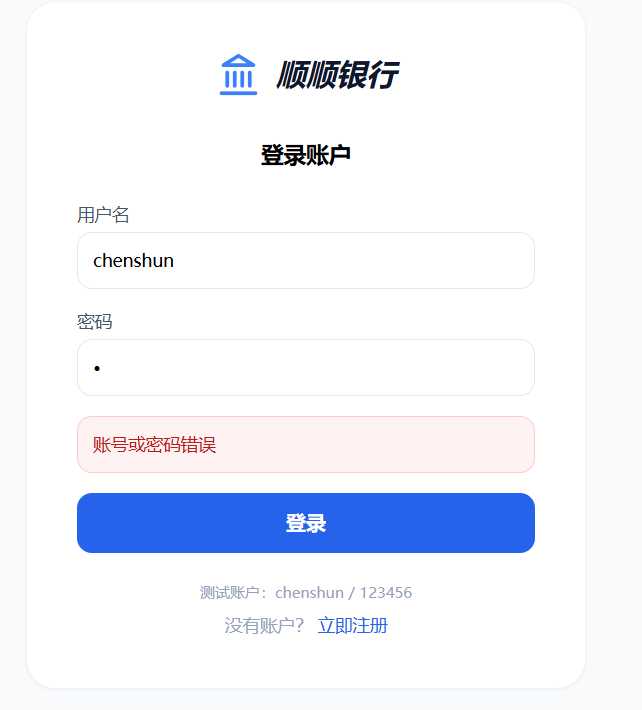 顺顺银行
登录账户
用户名
chenshun
密码
•
账号或密码错误
登录
测试账户：chenshun / 123456
没有账户？ 立即注册